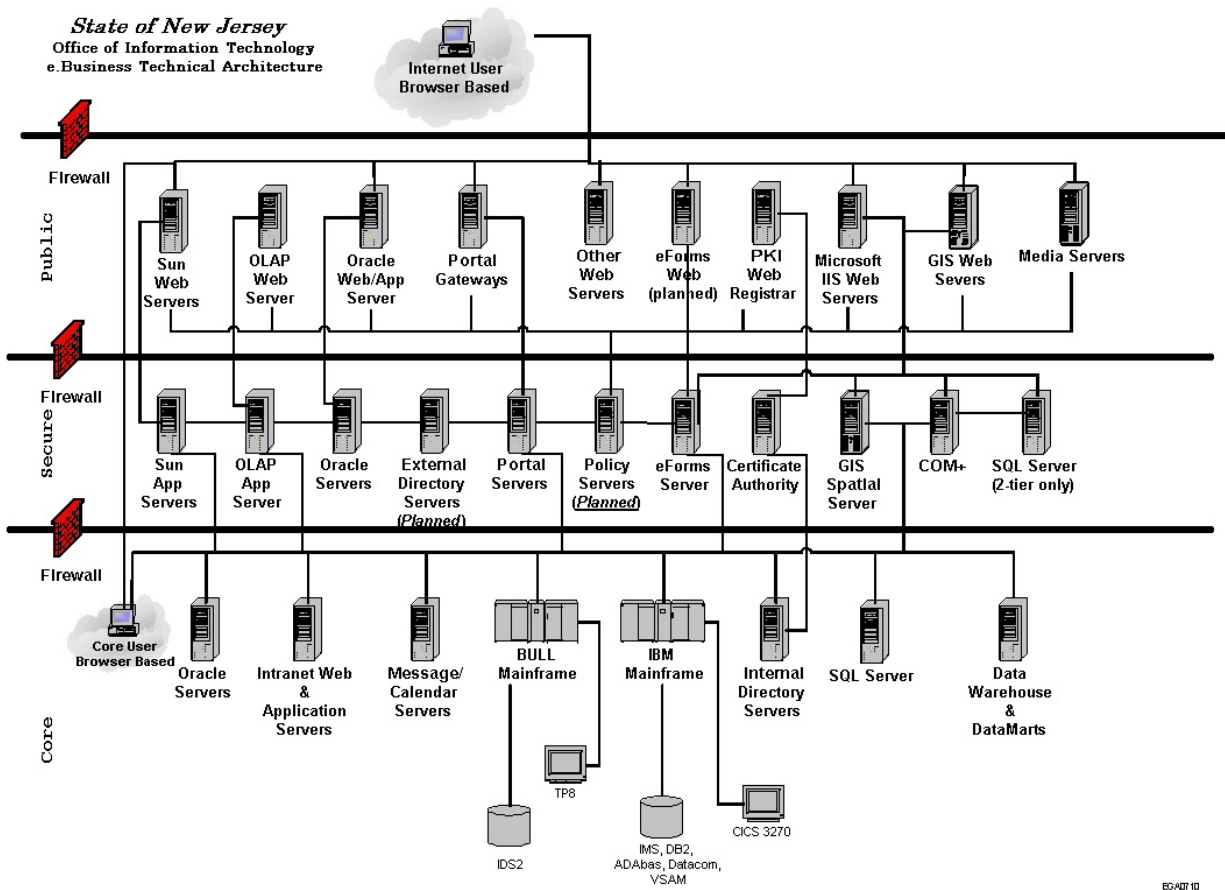 State of New Jersey
Office of Information Technology
e.Business Technical Architecture
Internet User
Browser Based
Firewall
Public
Sun
Web
Servers
OLAP
Web
Server
Oracle
Web/App
Server
Portal
Gateways
Other
Web
Servers
eForms
Web
(planned)
PKI
Web
Registrar
Microsoft
IIS Web
Servers
GIS Web
Severs
Media Servers
Firewall
Secure
Sun
App
Servers
OLAP
App
Server
Oracle
Servers
External
Directory
Servers
(Planned)
Portal
Servers
Policy
Servers
(Planned)
eForms
Server
Certificate
Authority
GIS
Spatial
Server
COM+
SQL Server
(2-tier only)
Firewall
Core
Core User
Browser Based
Oracle
Servers
Intranet Web
&
Application
Servers
Message/
Calendar
Servers
BULL
Mainframe
IBM
Mainframe
Internal
Directory
Servers
SQL Server
Data
Warehouse
&
DataMarts
TP8
IDS2
IMS, DB2,
ADAbas, Datacom,
VSAM
CICS 3270
EGA0710